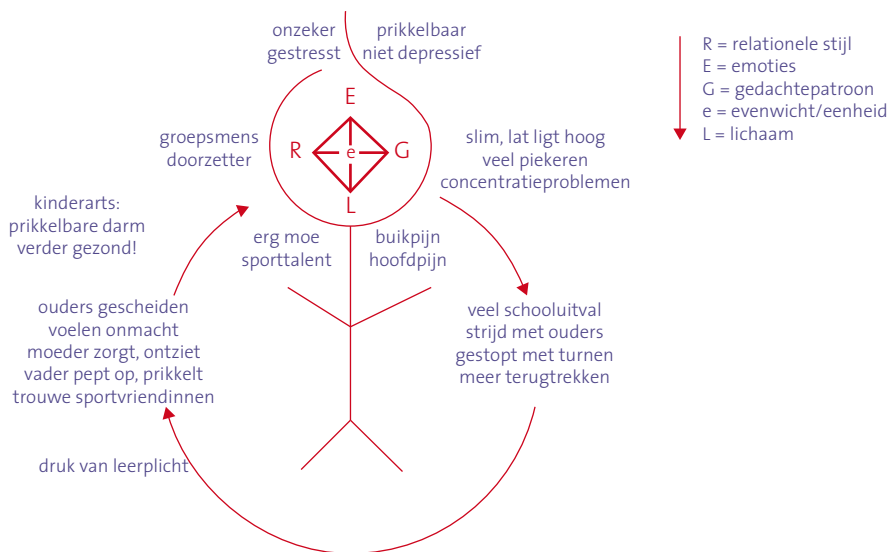 onzeker
gestresst
prikkelbaar
niet depressief
R = relationele stijl
E = emoties
G = gedachtepatroon
e = evenwicht/eenheid
L = lichaam
E
R
e
G
L
groepsmens
doorzetter
slim, lat ligt hoog
veel piekeren
concentratieproblemen
kinderarts:
prikkelbare darm
verder gezond!
erg moe
sporttalent
buikpijn
hoofdpijn
ouders gescheiden
voelen onmacht
moeder zorgt, ontziet
vader pept op, prikkelt
trouwe sportvriendinnen
veel schooluitval
strijd met ouders
gestopt met turnen
meer terugtrekken
druk van leerplicht